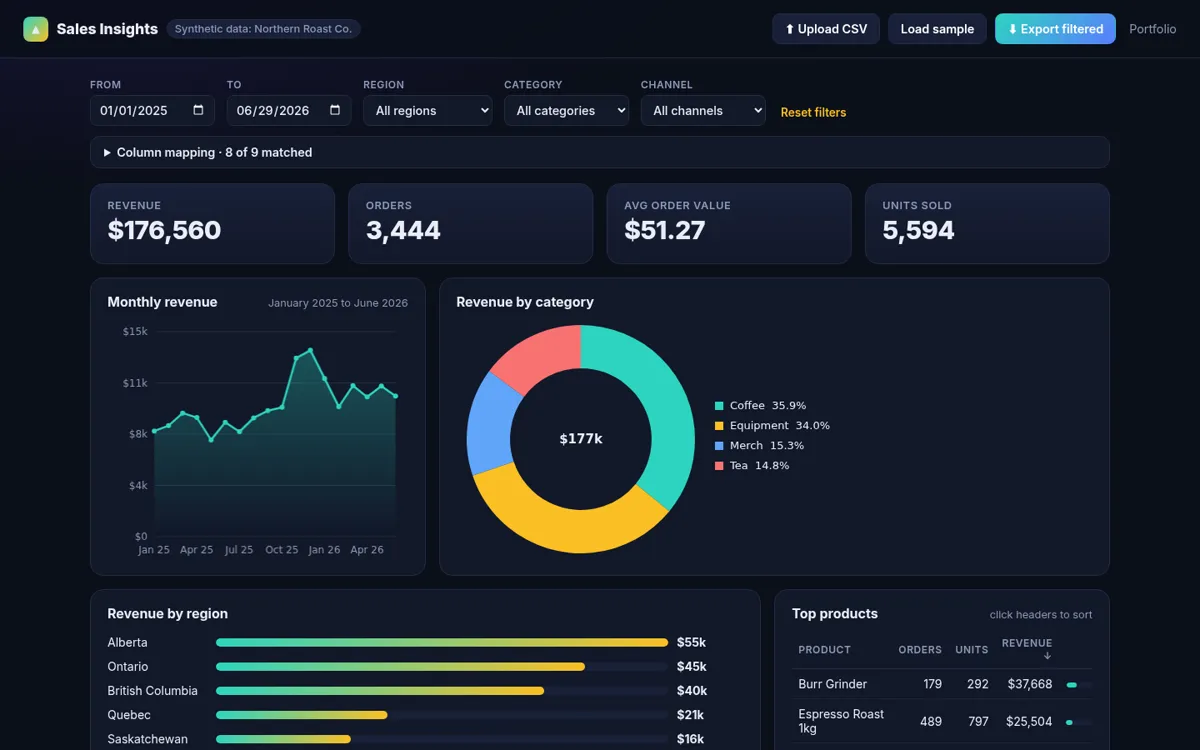 Sales Insights
Synthetic data: Northern Roast Co.
⬆ Upload CSV
Load sample
⬇ Export filtered
Portfolio
FROM
TO
REGION
CATEGORY
CHANNEL
01/01/2025
06/29/2026
All regions
All categories
All channels
Reset filters
▶ Column mapping · 8 of 9 matched
REVENUE
$176,560
ORDERS
3,444
AVG ORDER VALUE
$51.27
UNITS SOLD
5,594
Monthly revenue
January 2025 to June 2026
$15k
$11k
$8k
$4k
$0
Jan 25 Apr 25 Jul 25 Oct 25 Jan 26 Apr 26
Revenue by category
$177k
Coffee 35.9%
Equipment 34.0%
Merch 15.3%
Tea 14.8%
Revenue by region
Alberta $55k
Ontario $45k
British Columbia $40k
Quebec $21k
Saskatchewan $16k
Top products
click headers to sort
PRODUCT ORDERS UNITS REVENUE ↓
Burr Grinder 179 292 $37,668
Espresso Roast 1kg 489 797 $25,504